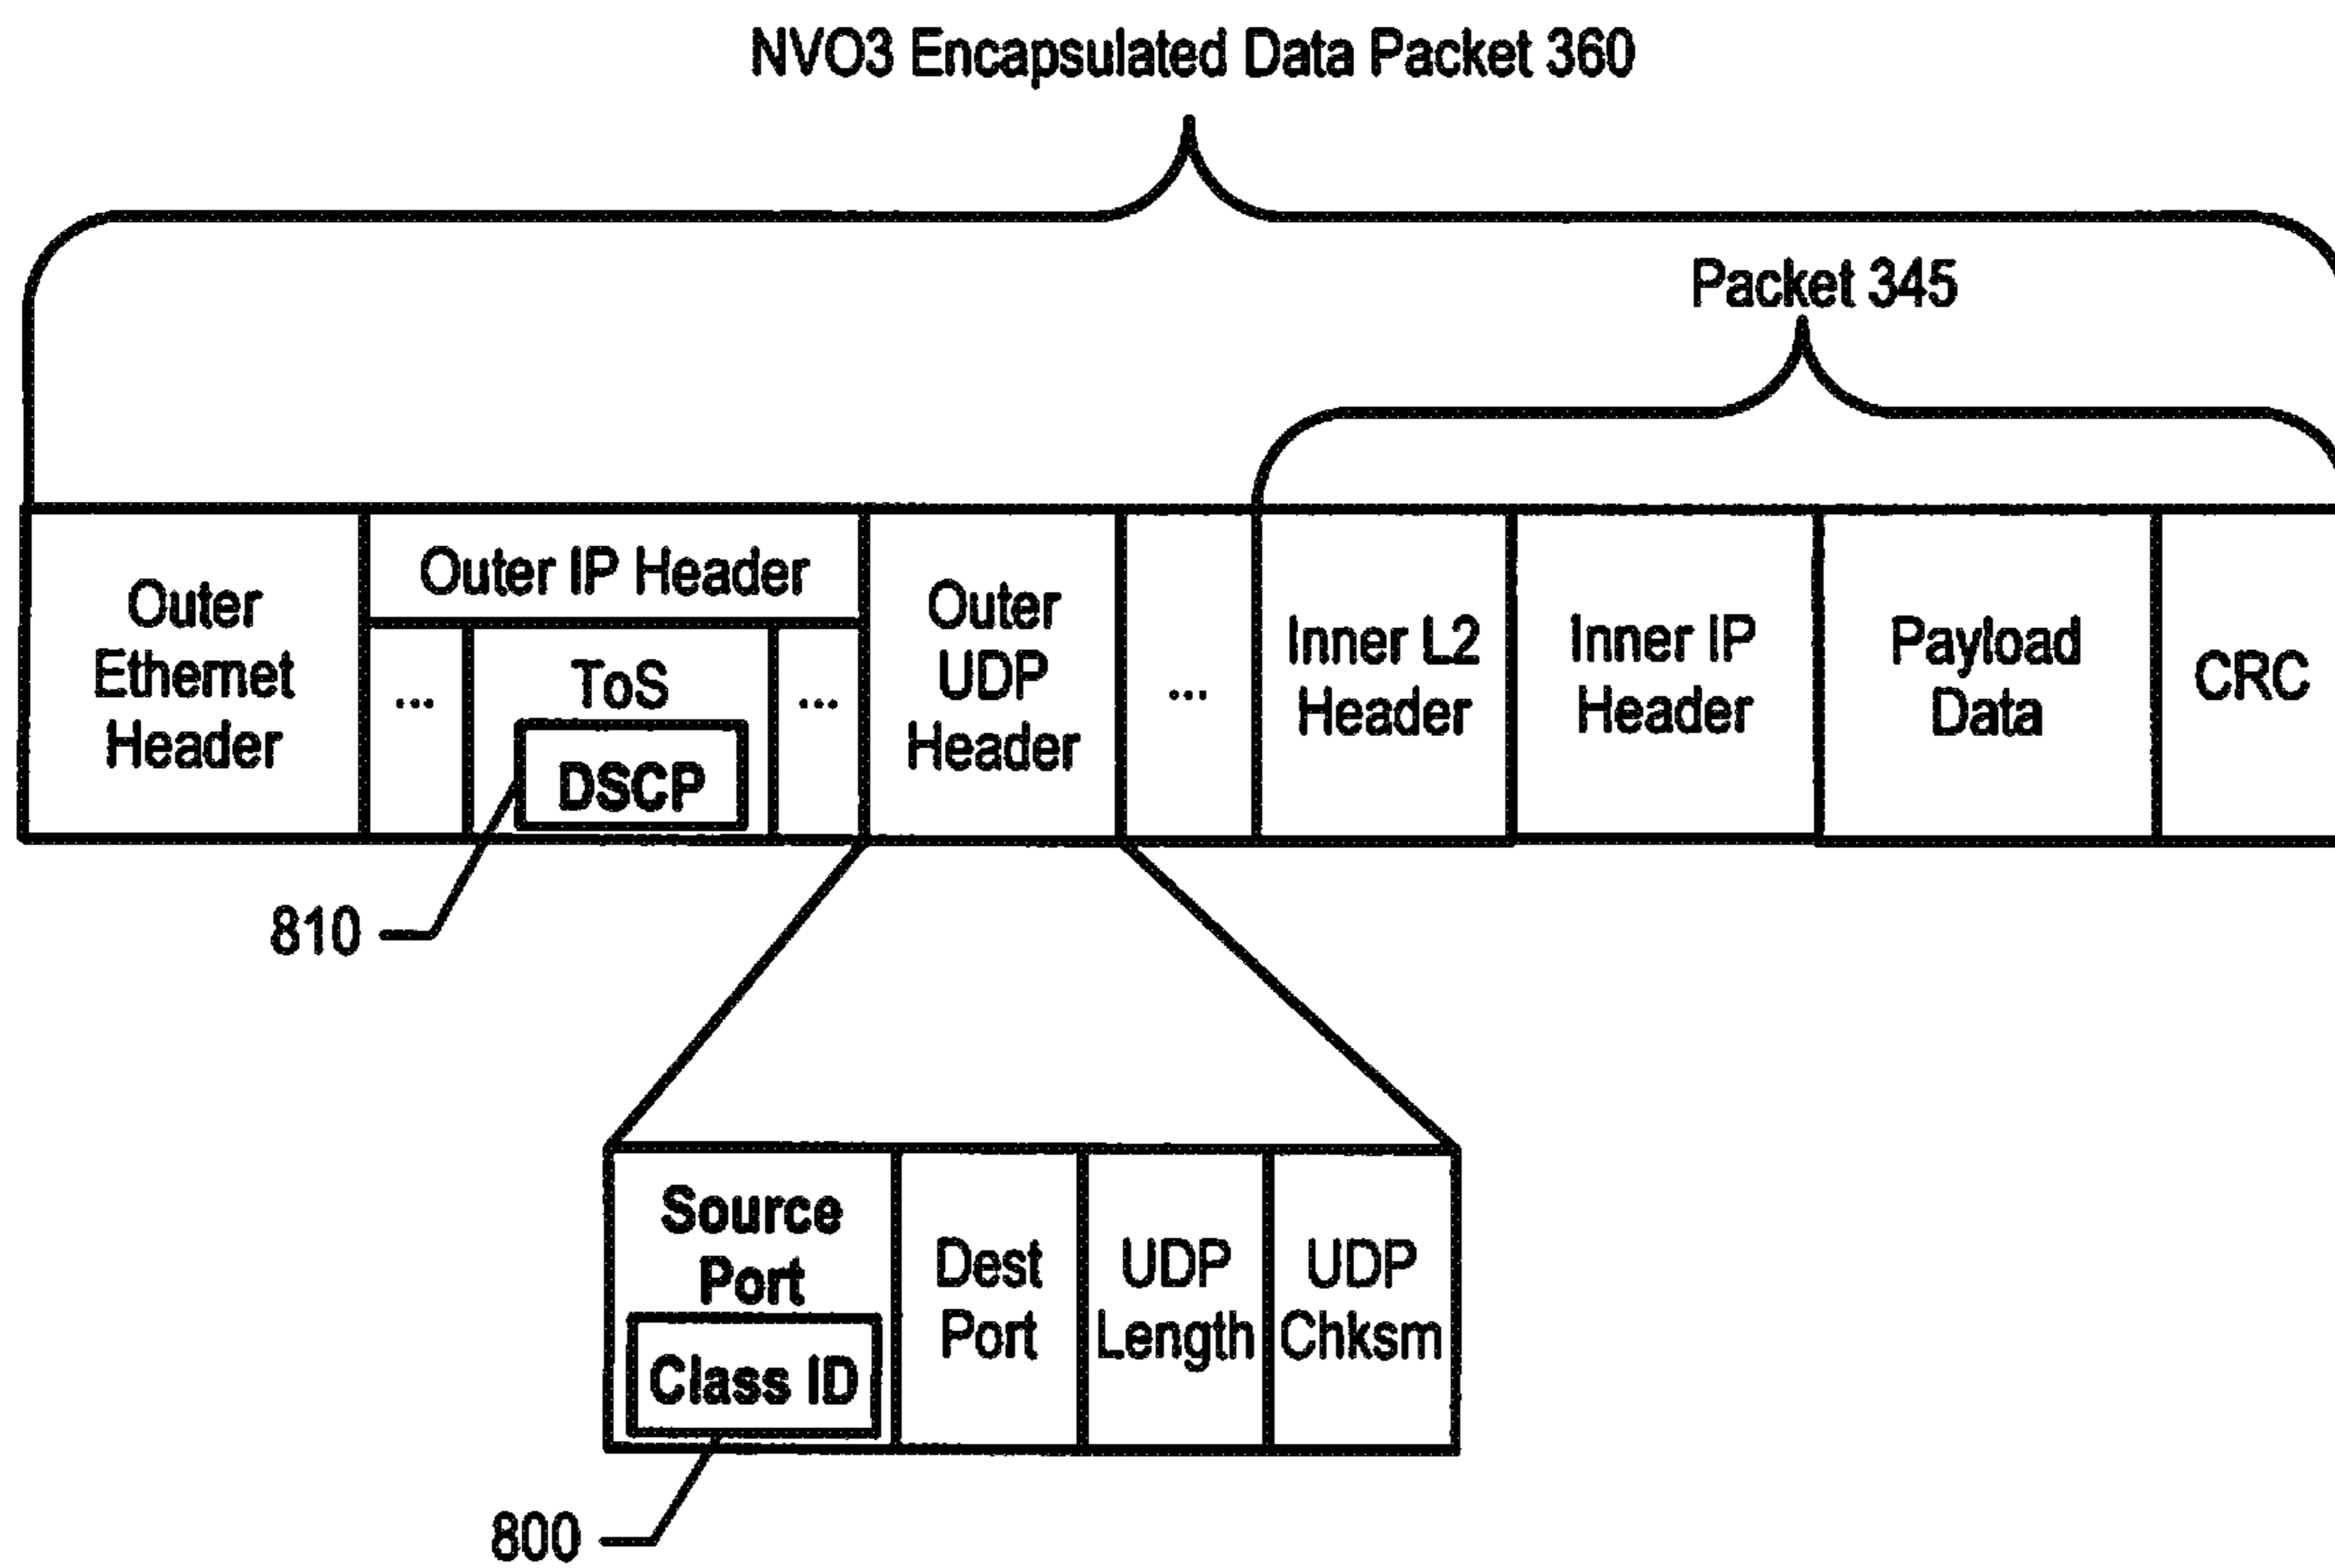 NVO3 Encapsulated Data Packet 360
Packet 345
Outer
Ethernet
Header
Outer IP Header
...
ToS
DSCP
...
Outer
UDP
Header
...
Inner L2
Header
Inner IP
Header
Payload
Data
CRC
810
Source
Port
Class ID
Dest
Port
UDP
Length
UDP
Chksm
800